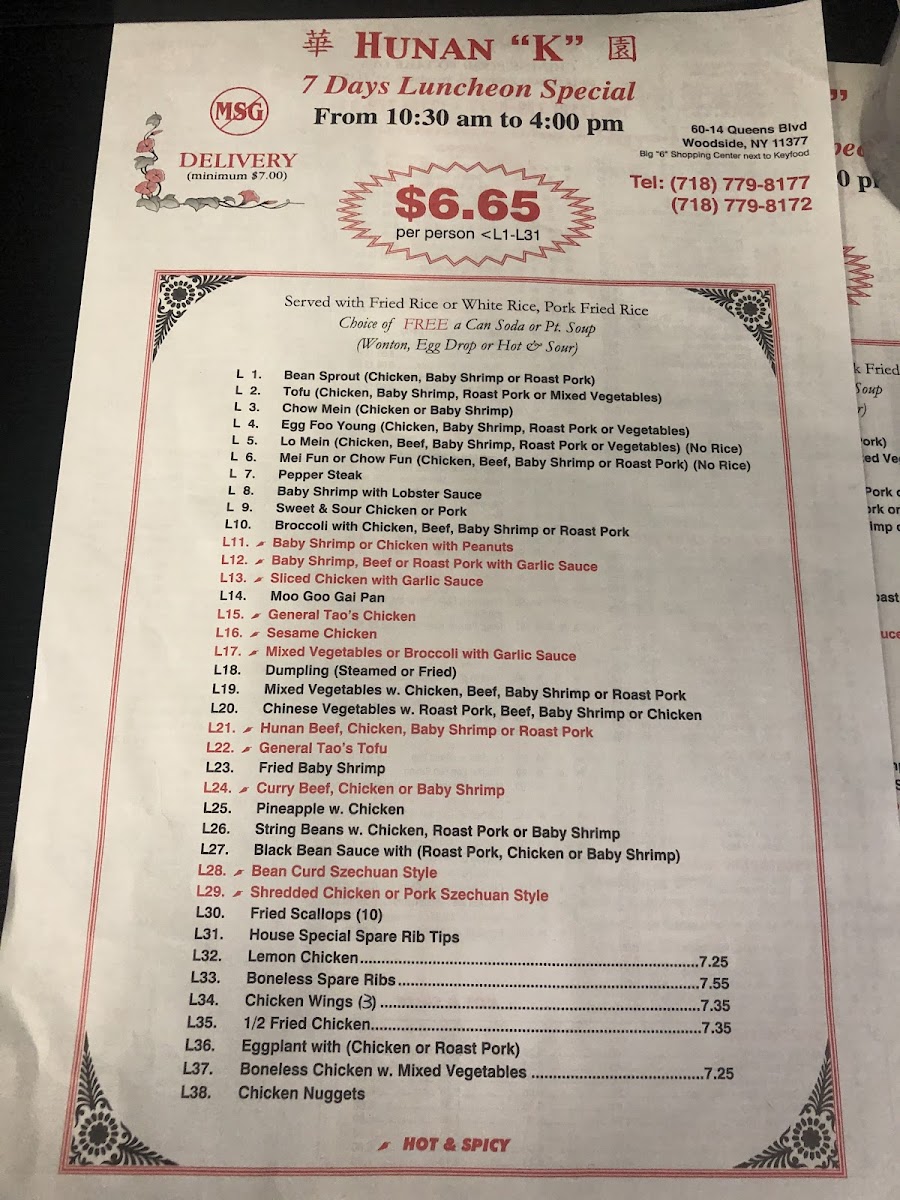 華 HUNAN "K" 園
7 Days Luncheon Special
From 10:30 am to 4:00 pm
MSG
DELIVERY
(minimum $7.00)
60-14 Queens Blvd
Woodside, NY 11377
Big "6" Shopping Center next to Keyfood
Tel: (718) 779-8177
(718) 779-8172
$6.65
per person <L1-L31
Served with Fried Rice or White Rice, Pork Fried Rice
Choice of FREE a Can Soda or Pt. Soup
(Wonton, Egg Drop or Hot & Sour)
L 1. Bean Sprout (Chicken, Baby Shrimp or Roast Pork)
L 2. Tofu (Chicken, Baby Shrimp, Roast Pork or Mixed Vegetables)
L 3. Chow Mein (Chicken or Baby Shrimp)
L 4. Egg Foo Young (Chicken, Baby Shrimp, Roast Pork or Vegetables)
L 5. Lo Mein (Chicken, Beef, Baby Shrimp, Roast Pork or Vegetables) (No Rice)
L 6. Mei Fun or Chow Fun (Chicken, Beef, Baby Shrimp or Roast Pork) (No Rice)
L 7. Pepper Steak
L 8. Baby Shrimp with Lobster Sauce
L 9. Sweet & Sour Chicken or Pork
L10. Broccoli with Chicken, Beef, Baby Shrimp or Roast Pork
L11. Baby Shrimp or Chicken with Peanuts
L12. Baby Shrimp, Beef or Roast Pork with Garlic Sauce
L13. Sliced Chicken with Garlic Sauce
L14. Moo Goo Gai Pan
L15. General Tao's Chicken
L16. Sesame Chicken
L17. Mixed Vegetables or Broccoli with Garlic Sauce
L18. Dumpling (Steamed or Fried)
L19. Mixed Vegetables w. Chicken, Beef, Baby Shrimp or Roast Pork
L20. Chinese Vegetables w. Roast Pork, Beef, Baby Shrimp or Chicken
L21. Hunan Beef, Chicken, Baby Shrimp or Roast Pork
L22. General Tao's Tofu
L23. Fried Baby Shrimp
L24. Curry Beef, Chicken or Baby Shrimp
L25. Pineapple w. Chicken
L26. String Beans w. Chicken, Roast Pork or Baby Shrimp
L27. Black Bean Sauce with (Roast Pork, Chicken or Baby Shrimp)
L28. Bean Curd Szechuan Style
L29. Shredded Chicken or Pork Szechuan Style
L30. Fried Scallops (10)
L31. House Special Spare Rib Tips
L32. Lemon Chicken....7.25
L33. Boneless Spare Ribs....7.55
L34. Chicken Wings (3)....7.35
L35. 1/2 Fried Chicken....7.35
L36. Eggplant with (Chicken or Roast Pork)
L37. Boneless Chicken w. Mixed Vegetables....7.25
L38. Chicken Nuggets
HOT & SPICY